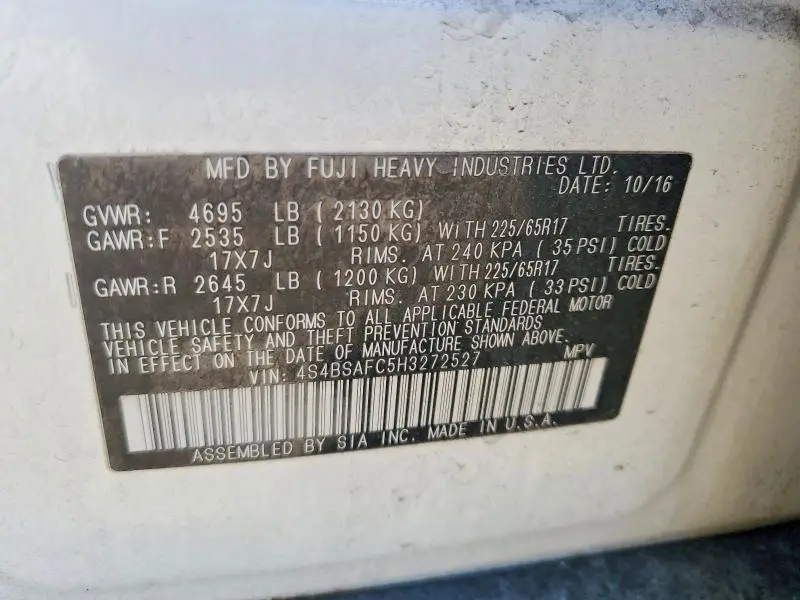 MFD BY FUJI HEAVY INDUSTRIES LTD.
DATE: 10/16
GVWR: 4695 LB ( 2130 KG)
GAWR:F 2535 LB ( 1150 KG) WITH 225/65R17 TIRES.
17X7J RIMS. AT 240 KPA ( 35 PSI) COLD
GAWR:R 2645 LB ( 1200 KG) WITH 225/65R17 TIRES.
17X7J RIMS. AT 230 KPA ( 33 PSI) COLD
THIS VEHICLE CONFORMS TO ALL APPLICABLE FEDERAL MOTOR
VEHICLE SAFETY AND THEFT PREVENTION STANDARDS
IN EFFECT ON THE DATE OF MANUFACTURE SHOWN ABOVE.
VIN: 4S4BSAFC5H3272527 MPV
ASSEMBLED BY SIA INC. MADE IN U.S.A.